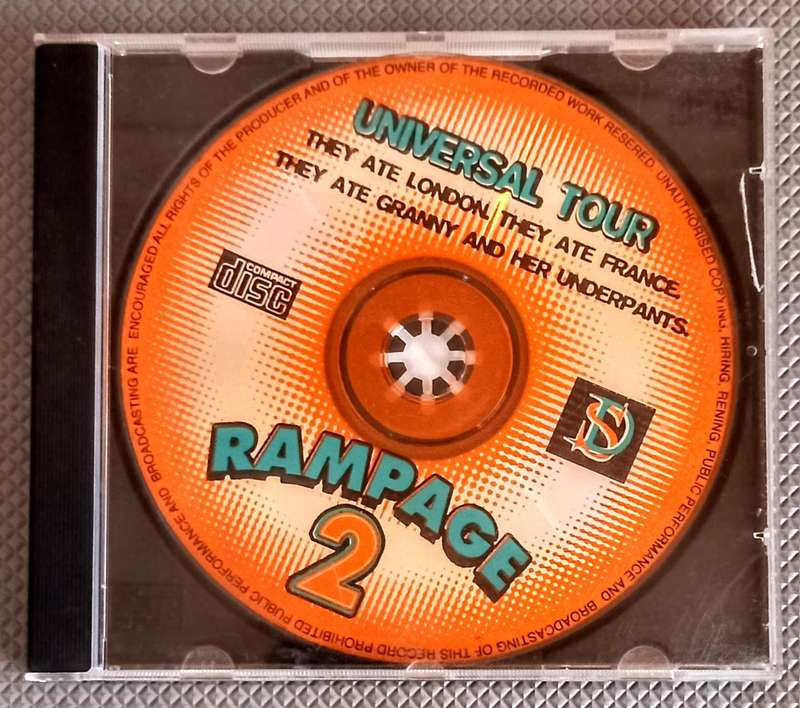 ALL RIGHTS OF THE PRODUCER AND OF THE OWNER OF THE RECORDED WORK RESERED. UNAUTHORISED COPYING, HIRING, RENING, PUBLIC PERFORMANCE AND BROADCASTING OF THIS RECORD PROHIBITED PUBLIC PERFORMANCE AND BROADCASTING ARE ENCOURAGED
UNIVERSAL TOUR
THEY ATE LONDON. THEY ATE FRANCE.
THEY ATE GRANNY AND HER UNDERPANTS.
COMPACT
disc
RAMPAGE
2